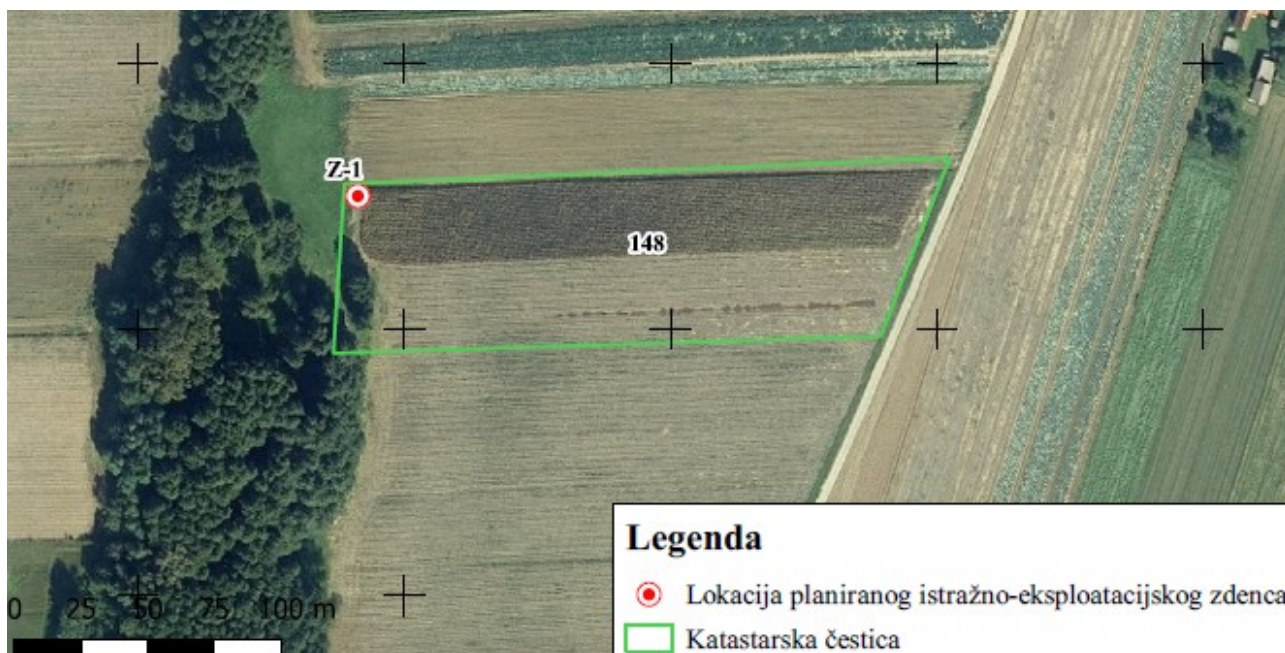 Z-1
148
Legenda
Lokacija planiranog istražno-eksploatacijskog zdenca
Katastarska čestica
0 25 50 75 100 m